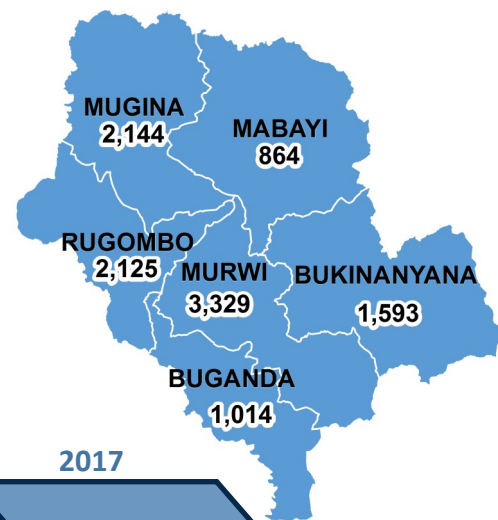 MUGINA
2,144
MABAYI
864
RUGOMBO
2,125
MURWI
3,329
BUKINANYANA
1,593
BUGANDA
1,014
2017